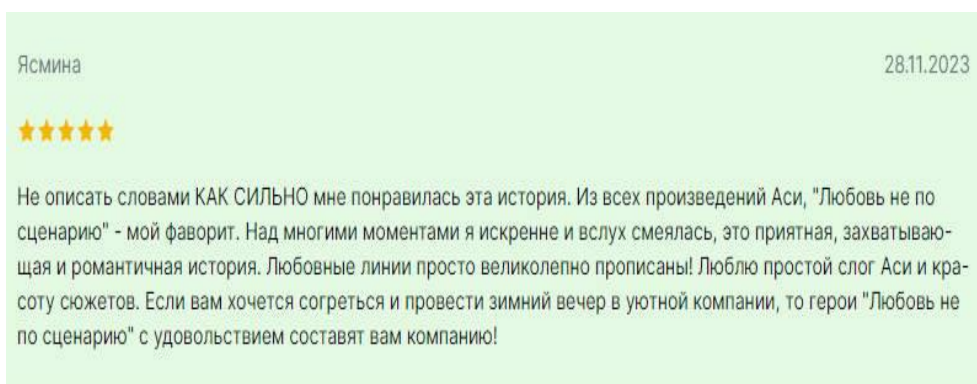 Ясмина
28.11.2023
Не описать словами КАК СИЛЬНО мне понравилась эта история. Из всех произведений Аси, "Любовь не по
сценарию" - мой фаворит. Над многими моментами я искренне и вслух смеялась, это приятная, захватываю-
щая и романтичная история. Любовные линии просто великолепно прописаны! Люблю простой слог Аси и кра-
соту сюжетов. Если вам хочется согреться и провести зимний вечер в уютной компании, то герои "Любовь не
по сценарию" с удовольствием составят вам компанию!